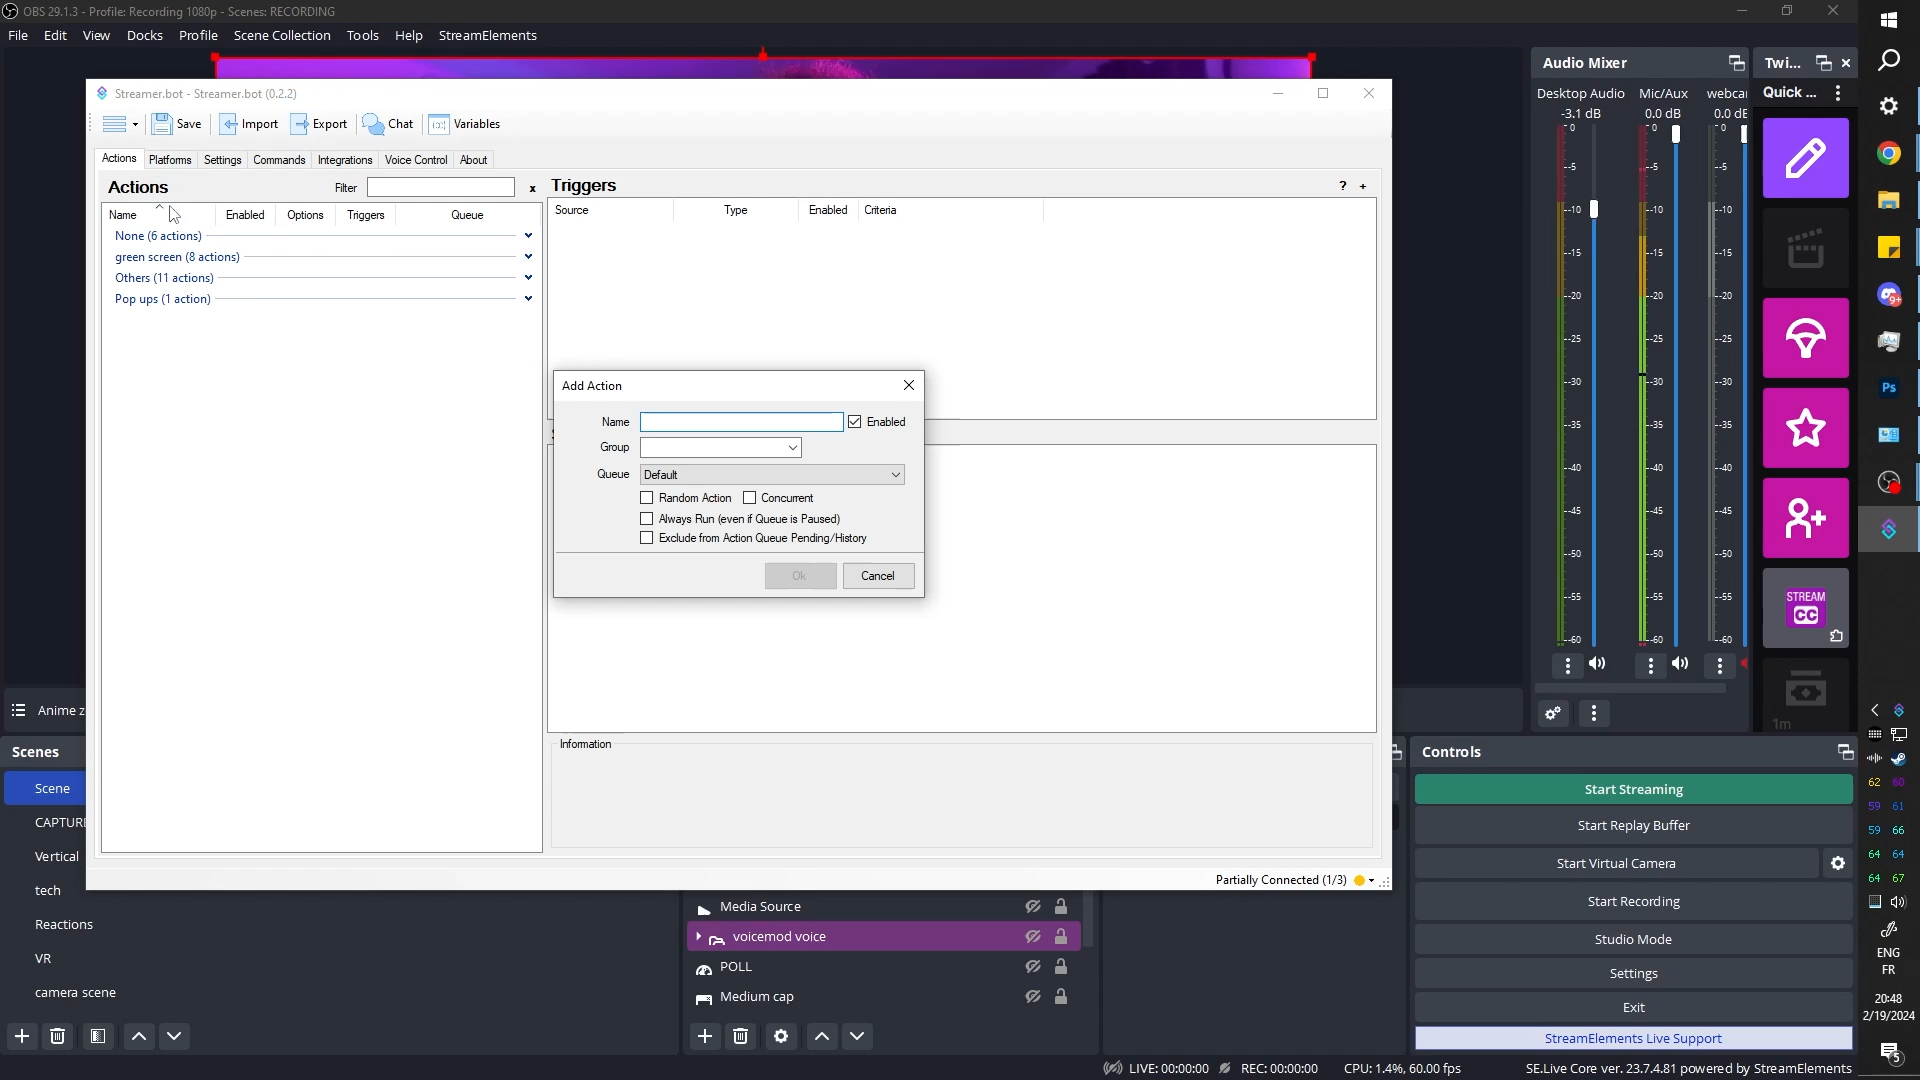 OBS 29.1.3 - Profile: Recording 1080p - Scenes: RECORDING
File Edit View Docks Profile Scene Collection Tools Help StreamElements
Streamer.bot - Streamer.bot (0.2.2)
Save Import Export Chat Variables
Actions Platforms Settings Commands Integrations Voice Control About
Actions Filter x
Name Enabled Options Triggers Queue
None (6 actions)
green screen (8 actions)
Others (11 actions)
Pop ups (1 action)
Triggers ? +
Source Type Enabled Criteria
Add Action
Name Enabled
Group
Queue Default
Random Action Concurrent
Always Run (even if Queue is Paused)
Exclude from Action Queue Pending/History
Ok Cancel
Information
Partially Connected (1/3)
Audio Mixer
Desktop Audio Mic/Aux webcar
-3.1 dB 0.0 dB 0.0 dB
0 0 0
-5 -5 -5
-10 -10 -10
-15 -15 -15
-20 -20 -20
-25 -25 -25
-30 -30 -30
-35 -35 -35
-40 -40 -40
-45 -45 -45
-50 -50 -50
-55 -55 -55
-60 -60 -60
Twi...
Quick ...
STREAM
CC
1m
Anime z
Scenes
Scene
CAPTURE
Vertical
tech
Reactions
VR
camera scene
Media Source
voicemod voice
POLL
Medium cap
Controls
Start Streaming
Start Replay Buffer
Start Virtual Camera
Start Recording
Studio Mode
Settings
Exit
StreamElements Live Support
LIVE: 00:00:00 REC: 00:00:00 CPU: 1.4%, 60.00 fps SE.Live Core ver. 23.7.4.81 powered by StreamElements
9+
Ps
62 60
59 61
59 66
64 64
64 67
ENG
FR
20:48
2/19/2024
5